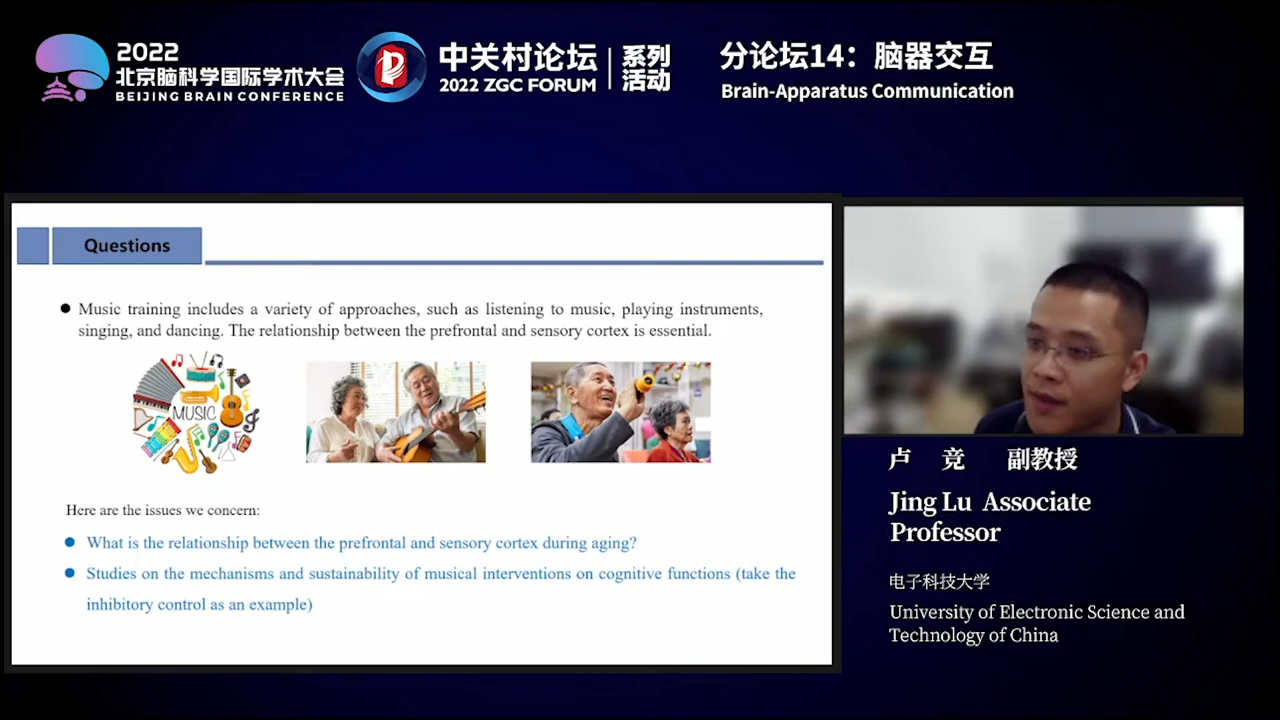 2022
北京脑科学国际学术大会
BEIJING BRAIN CONFERENCE
中关村论坛
2022 ZGC FORUM
系列
活动
分论坛14：脑器交互
Brain-Apparatus Communication
Questions
Music training includes a variety of approaches, such as listening to music, playing instruments,
singing, and dancing. The relationship between the prefrontal and sensory cortex is essential.
MUSIC
Here are the issues we concern:
What is the relationship between the prefrontal and sensory cortex during aging?
Studies on the mechanisms and sustainability of musical interventions on cognitive functions (take the
inhibitory control as an example)
卢 竞 副教授
Jing Lu Associate
Professor
电子科技大学
University of Electronic Science and
Technology of China